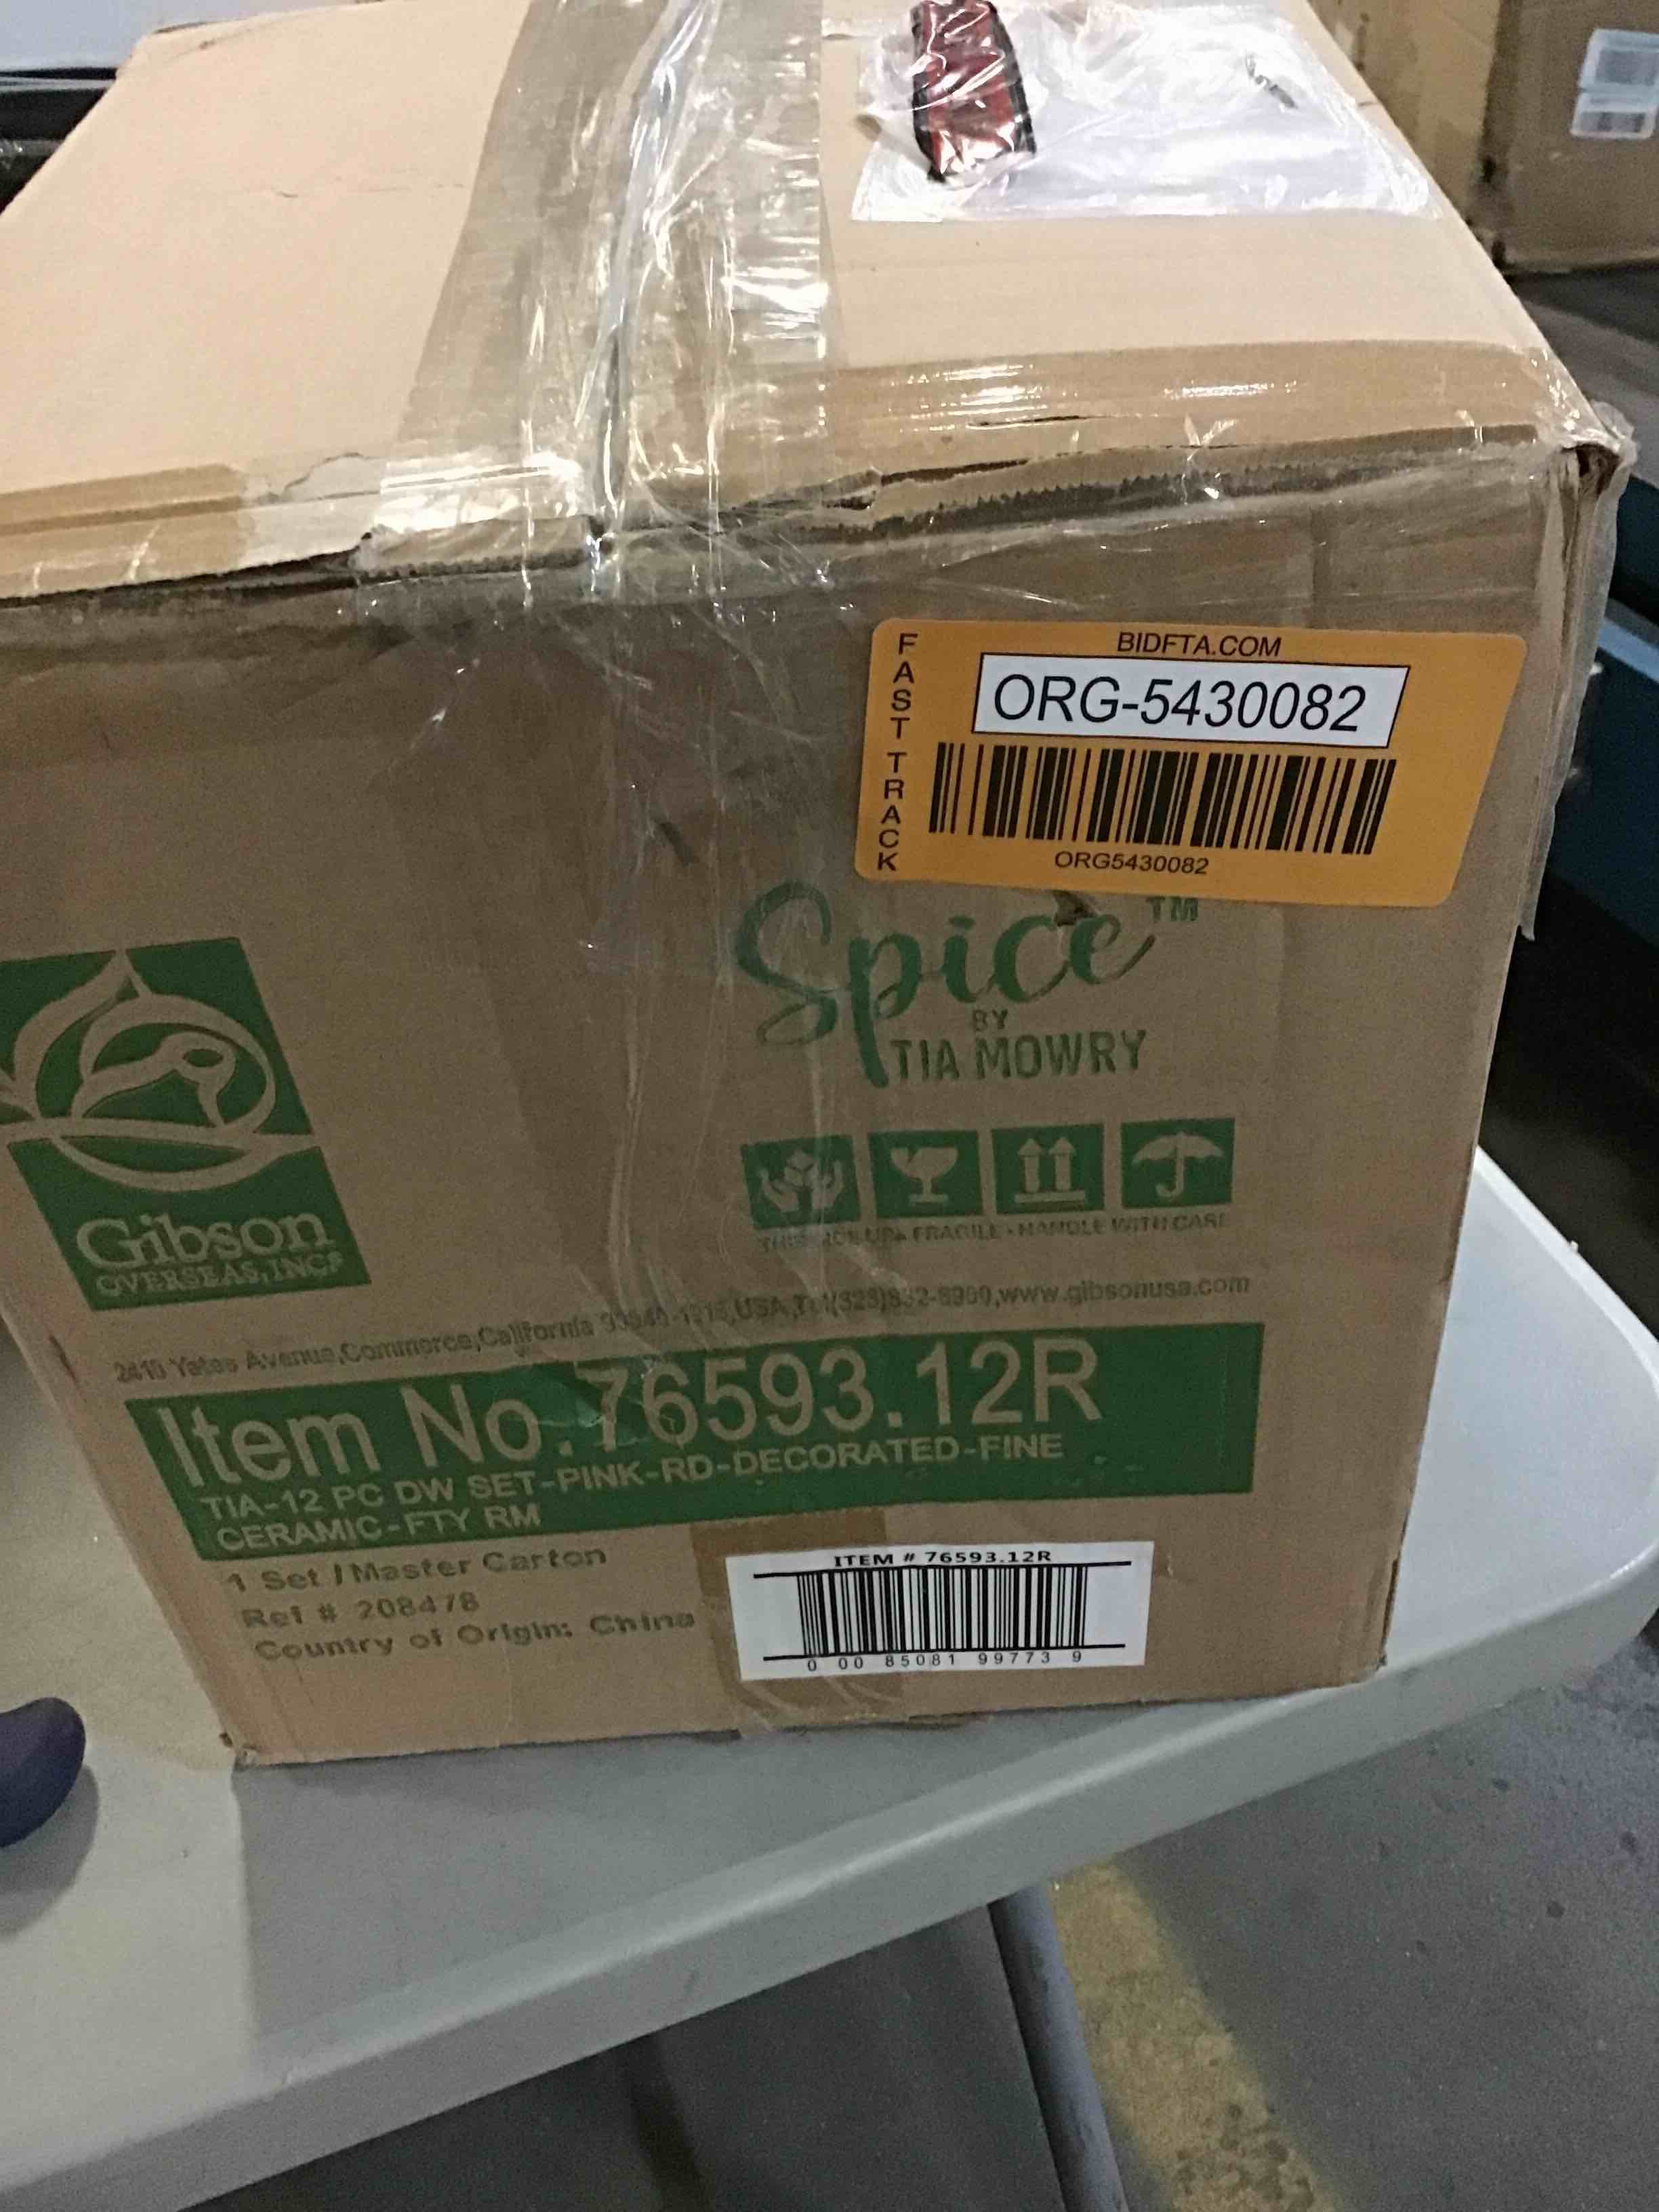 BIDFTA.COM
FAST TRACK
ORG-5430082
ORG5430082
Spice™
BY
TIA MOWRY
Gibson
OVERSEAS, INC®
FRAGILE • HANDLE WITH CARE
Yates Avenue,Commerce,California USA, www.gibsonusa.com
Item No.76593.12R
TIA-12 PC DW SET-PINK-RD-DECORATED-FINE
CERAMIC-FTY RM
1 Set / Master Carton
Ref # 208478
Country of Origin: China
ITEM # 76593.12R
0 00 85081 99773 9